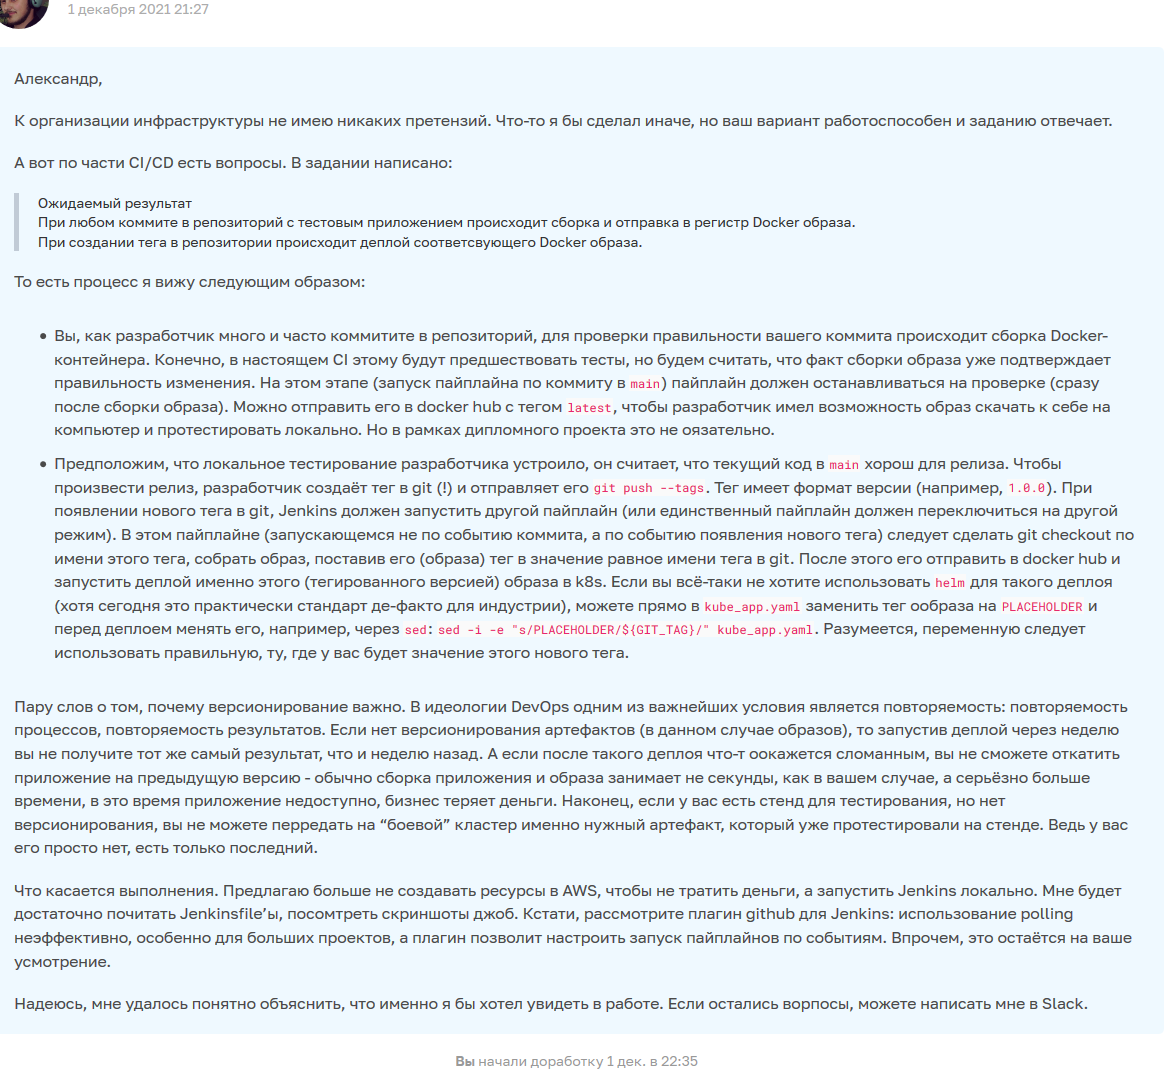 1 декабря 2021 21:27
Александр,
К организации инфраструктуры не имею никаких претензий. Что-то я бы сделал иначе, но ваш вариант работоспособен и заданию отвечает.
А вот по части CI/CD есть вопросы. В задании написано:
Ожидаемый результат
При любом коммите в репозиторий с тестовым приложением происходит сборка и отправка в регистр Docker образа.
При создании тега в репозитории происходит деплой соответсвующего Docker образа.
То есть процесс я вижу следующим образом:
• Вы, как разработчик много и часто коммитите в репозиторий, для проверки правильности вашего коммита происходит сборка Docker-
контейнера. Конечно, в настоящем CI этому будут предшествовать тесты, но будем считать, что факт сборки образа уже подтверждает
правильность изменения. На этом этапе (запуск пайплайна по коммиту в main) пайплайн должен останавливаться на проверке (сразу
после сборки образа). Можно отправить его в docker hub с тегом latest, чтобы разработчик имел возможность образ скачать к себе на
компьютер и протестировать локально. Но в рамках дипломного проекта это не оязательно.
• Предположим, что локальное тестирование разработчика устроило, он считает, что текущий код в main хорош для релиза. Чтобы
произвести релиз, разработчик создаёт тег в git (!) и отправляет его git push --tags. Тег имеет формат версии (например, 1.0.0). При
появлении нового тега в git, Jenkins должен запустить другой пайплайн (или единственный пайплайн должен переключиться на другой
режим). В этом пайплайне (запускающемся не по событию коммита, а по событию появления нового тега) следует сделать git checkout по
имени этого тега, собрать образ, поставив его (образа) тег в значение равное имени тега в git. После этого его отправить в docker hub и
запустить деплой именно этого (тегированного версией) образа в k8s. Если вы всё-таки не хотите использовать helm для такого деплоя
(хотя сегодня это практически стандарт де-факто для индустрии), можете прямо в kube_app.yaml заменить тег ообраза на PLACEHOLDER и
перед деплоем менять его, например, через sed: sed -i -e "s/PLACEHOLDER/${GIT_TAG}/" kube_app.yaml. Разумеется, переменную следует
использовать правильную, ту, где у вас будет значение этого нового тега.
Пару слов о том, почему версионирование важно. В идеологии DevOps одним из важнейших условия является повторяемость: повторяемость
процессов, повторяемость результатов. Если нет версионирования артефактов (в данном случае образов), то запустив деплой через неделю
вы не получите тот же самый результат, что и неделю назад. А если после такого деплоя что-т оокажется сломанным, вы не сможете откатить
приложение на предыдущую версию - обычно сборка приложения и образа занимает не секунды, как в вашем случае, а серьёзно больше
времени, в это время приложение недоступно, бизнес теряет деньги. Наконец, если у вас есть стенд для тестирования, но нет
версионирования, вы не можете перредать на “боевой” кластер именно нужный артефакт, который уже протестировали на стенде. Ведь у вас
его просто нет, есть только последний.
Что касается выполнения. Предлагаю больше не создавать ресурсы в AWS, чтобы не тратить деньги, а запустить Jenkins локально. Мне будет
достаточно почитать Jenkinsfile’ы, посомтреть скриншоты джоб. Кстати, рассмотрите плагин github для Jenkins: использование polling
неэффективно, особенно для больших проектов, а плагин позволит настроить запуск пайплайнов по событиям. Впрочем, это остаётся на ваше
усмотрение.
Надеюсь, мне удалось понятно объяснить, что именно я бы хотел увидеть в работе. Если остались ворпосы, можете написать мне в Slack.
Вы начали доработку 1 дек. в 22:35